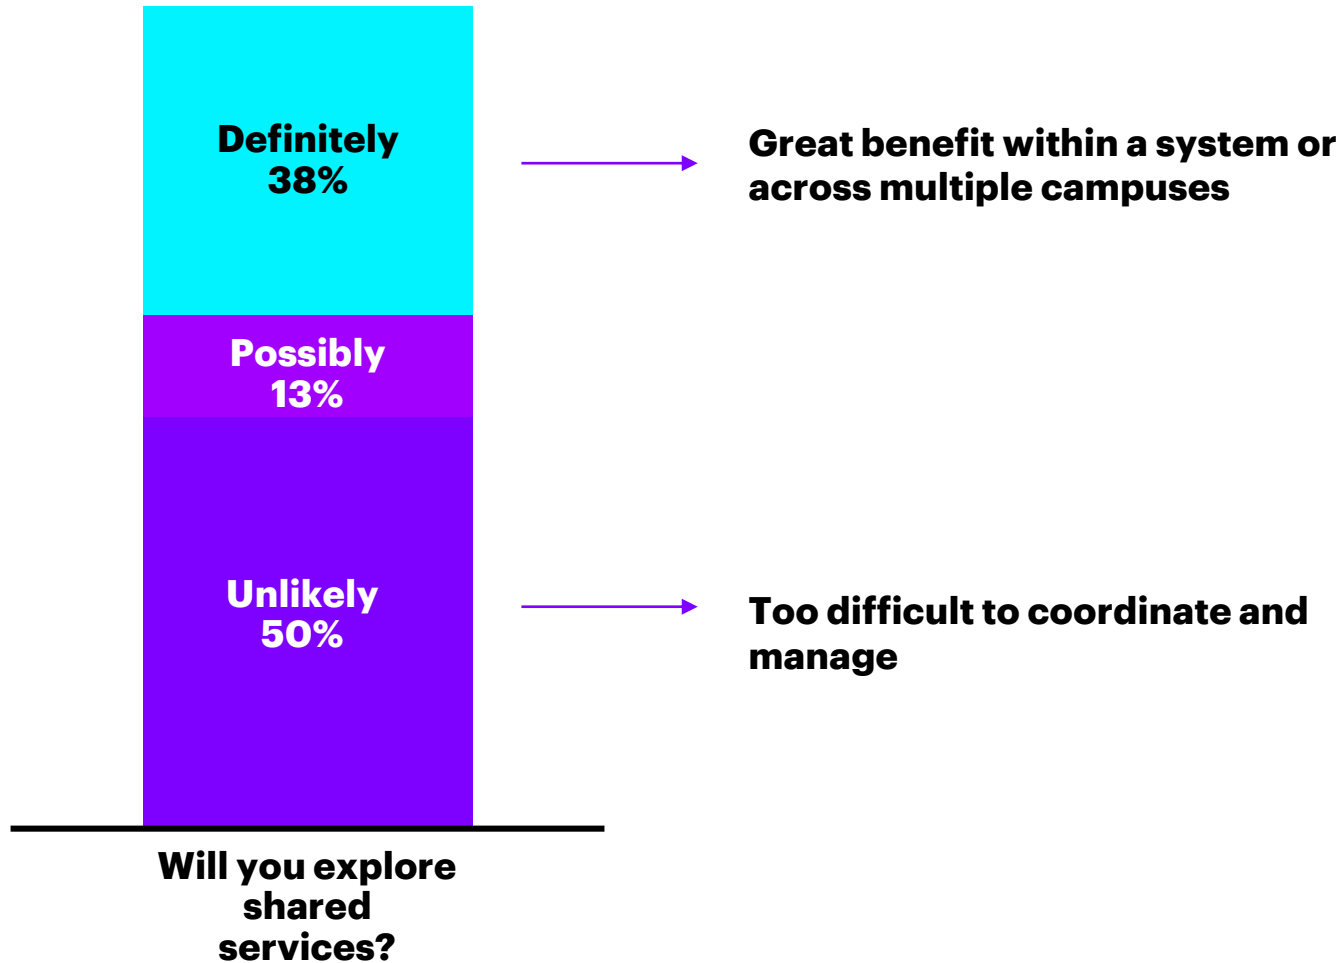 Definitely
38%
Great benefit within a system or
across multiple campuses
Possibly
13%
Unlikely
50%
Too difficult to coordinate and
manage
Will you explore
shared
services?